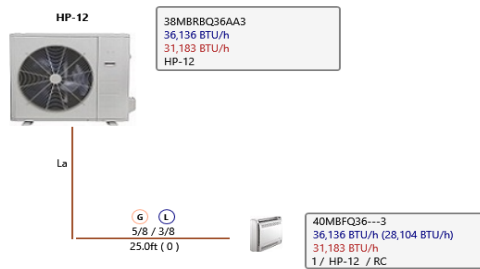 HP-12
38MBRBQ36AA3
36,136 BTU/h
31,183 BTU/h
HP-12
La
G L
5/8 / 3/8
25.0ft ( 0 )
40MBFQ36---3
36,136 BTU/h (28,104 BTU/h)
31,183 BTU/h
1 / HP-12 / RC